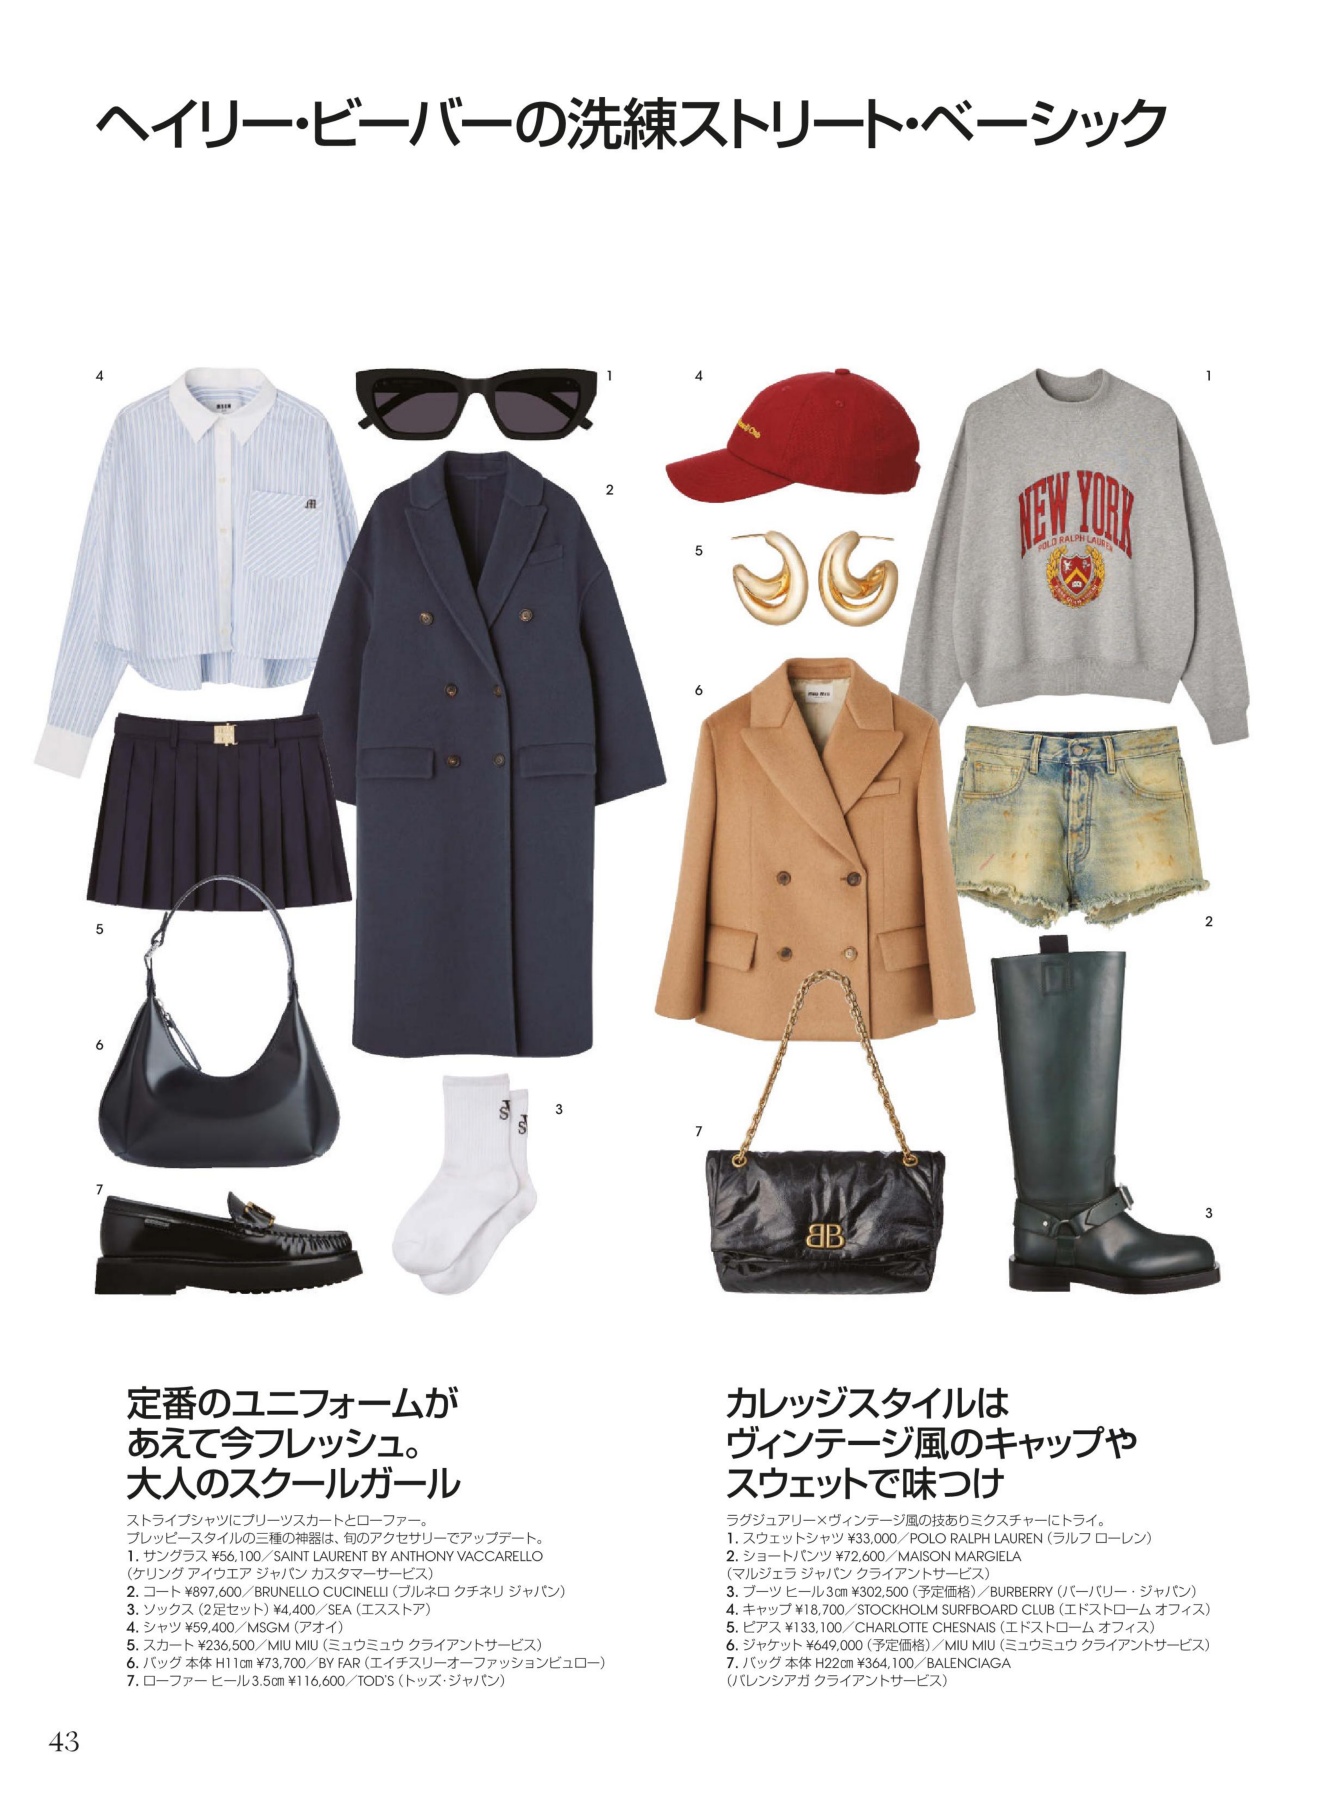 ヘイリー・ビーバーの洗練ストリート・ベーシック
4
1
2
MSGM
M
5
6
3
7
4
1
5
NEW YORK
POLO RALPH LAUREN
6
miu miu
2
7
BB
3
定番のユニフォームが
あえて今フレッシュ。
大人のスクールガール
ストライプシャツにプリーツスカートとローファー。
プレッピースタイルの三種の神器は、旬のアクセサリーでアップデート。
1. サングラス ¥56,100／SAINT LAURENT BY ANTHONY VACCARELLO
（ケリング アイウエア ジャパン カスタマーサービス）
2. コート ¥897,600／BRUNELLO CUCINELLI（ブルネロ クチネリ ジャパン）
3. ソックス（2足セット）¥4,400／SEA（エスストア）
4. シャツ ¥59,400／MSGM（アオイ）
5. スカート ¥236,500／MIU MIU（ミュウミュウ クライアントサービス）
6. バッグ 本体 H11㎝ ¥73,700／BY FAR（エイチスリーオーファッションビュロー）
7. ローファー ヒール3.5㎝ ¥116,600／TOD'S（トッズ・ジャパン）
カレッジスタイルは
ヴィンテージ風のキャップや
スウェットで味つけ
ラグジュアリー×ヴィンテージ風の技ありミクスチャーにトライ。
1. スウェットシャツ ¥33,000／POLO RALPH LAUREN（ラルフ ローレン）
2. ショートパンツ ¥72,600／MAISON MARGIELA
（マルジェラ ジャパン クライアントサービス）
3. ブーツ ヒール3㎝ ¥302,500（予定価格）／BURBERRY（バーバリー・ジャパン）
4. キャップ ¥18,700／STOCKHOLM SURFBOARD CLUB（エドストローム オフィス）
5. ピアス ¥133,100／CHARLOTTE CHESNAIS（エドストローム オフィス）
6. ジャケット ¥649,000（予定価格）／MIU MIU（ミュウミュウ クライアントサービス）
7. バッグ 本体 H22㎝ ¥364,100／BALENCIAGA
（バレンシアガ クライアントサービス）
43